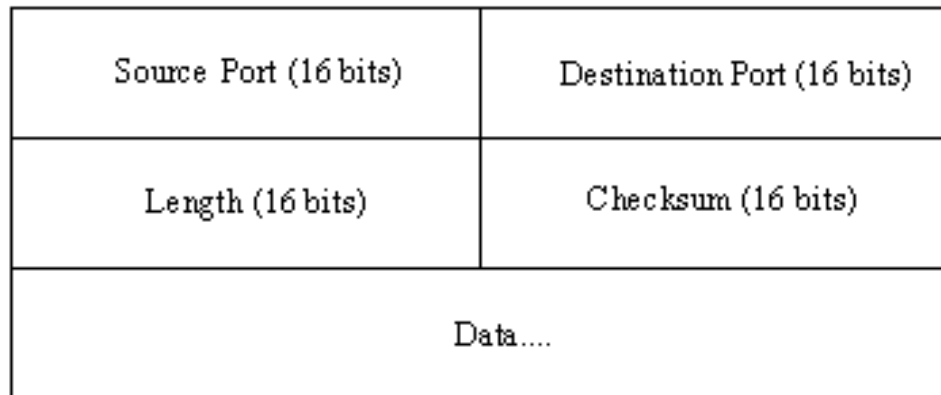 Source Port (16 bits)
Destination Port (16 bits)
Length (16 bits)
Checksum (16 bits)
Data....